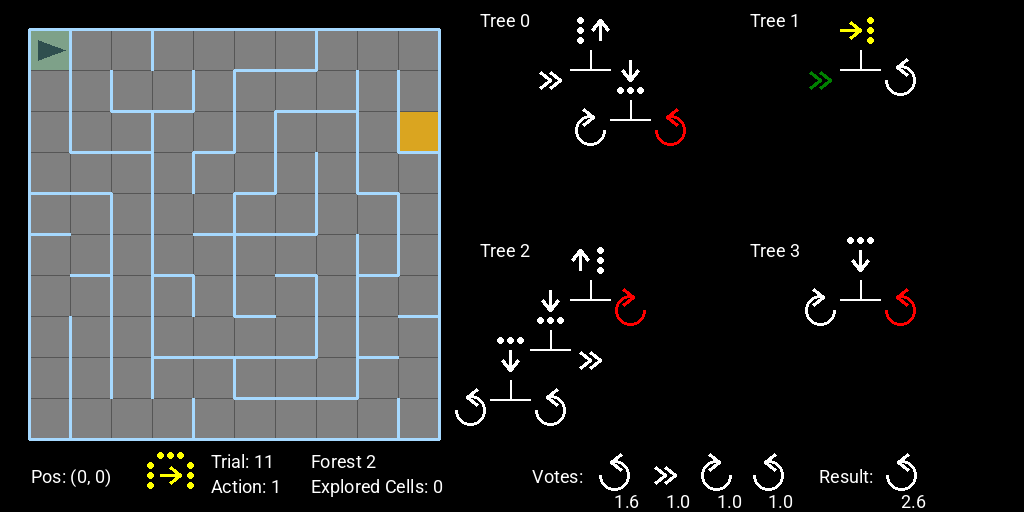 Tree 0
Tree 1
Tree 2
Tree 3
Pos: (0, 0)
Trial: 11
Forest 2
Action: 1
Explored Cells: 0
Votes:
1.6
1.0
1.0
1.0
Result:
2.6